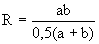 R = ab / 0,5(a + b)